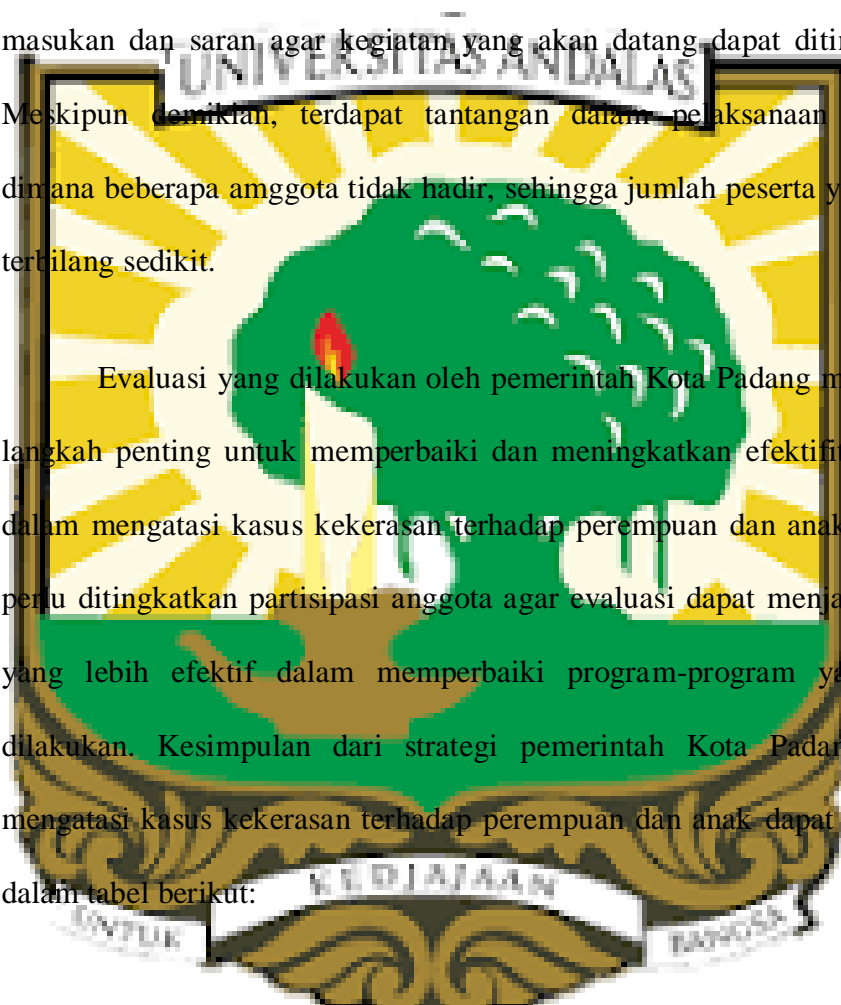 masukan dan saran agar kegiatan yang akan datang dapat
UNIVERSITAS ANDALAS
Meskipun demikian, terdapat tantangan dalam pelaksanaan
dimana beberapa amggota tidak hadir, sehingga jumlah peserta
terbilang sedikit.
Evaluasi yang dilakukan oleh pemerintah Kota Padang
langkah penting untuk memperbaiki dan meningkatkan
dalam mengatasi kasus kekerasan terhadap perempuan dan anak
perlu ditingkatkan partisipasi anggota agar evaluasi dapat
yang lebih efektif dalam memperbaiki program-program
dilakukan. Kesimpulan dari strategi pemerintah Kota
mengatasi kasus kekerasan terhadap perempuan dan anak dapat
dalam tabel berikut:
KEDJAJAAN
UNTUK
BANGSA